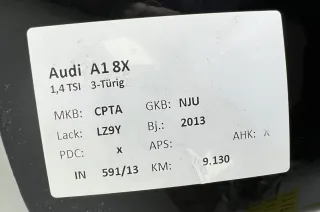 Audi A1 8X
1,4 TSI 3-Türig
MKB: CPTA GKB: NJU
Lack: LZ9Y Bj.: 2013
PDC: x APS: AHK: x
IN 591/13 KM: 9.130